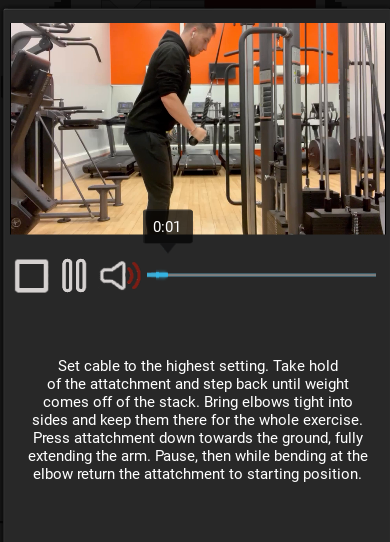 0:01
Set cable to the highest setting. Take hold
of the attatchment and step back until weight
comes off of the stack. Bring elbows tight into
sides and keep them there for the whole exercise.
Press attatchment down towards the ground, fully
extending the arm. Pause, then while bending at the
elbow return the attatchment to starting position.